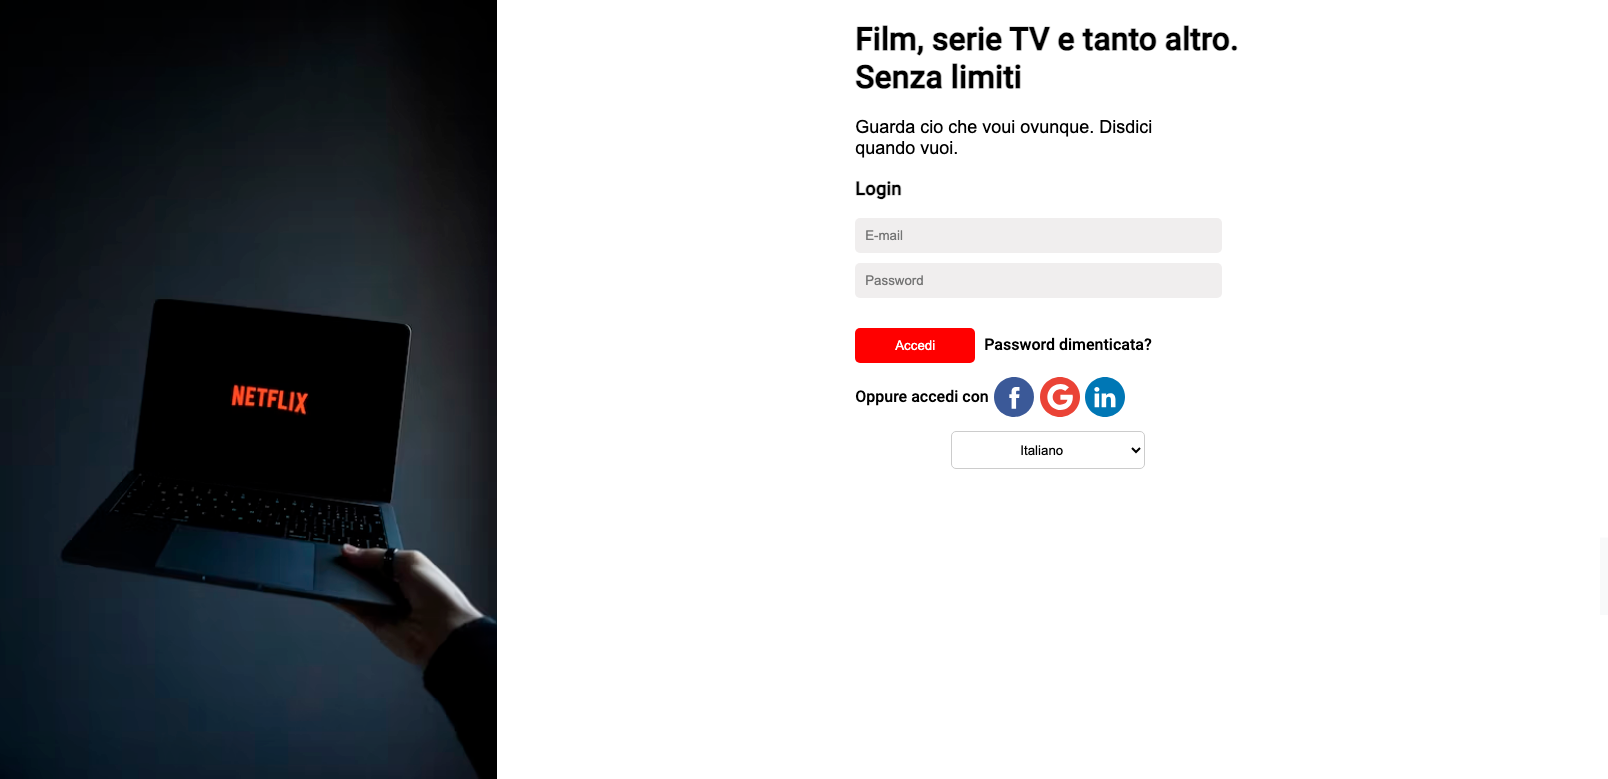 Film, serie TV e tanto altro.
Senza limiti
Guarda cio che voui ovunque. Disdici
quando vuoi.
Login
E-mail
Password
Accedi
Password dimenticata?
Oppure accedi con
Italiano
NETFLIX